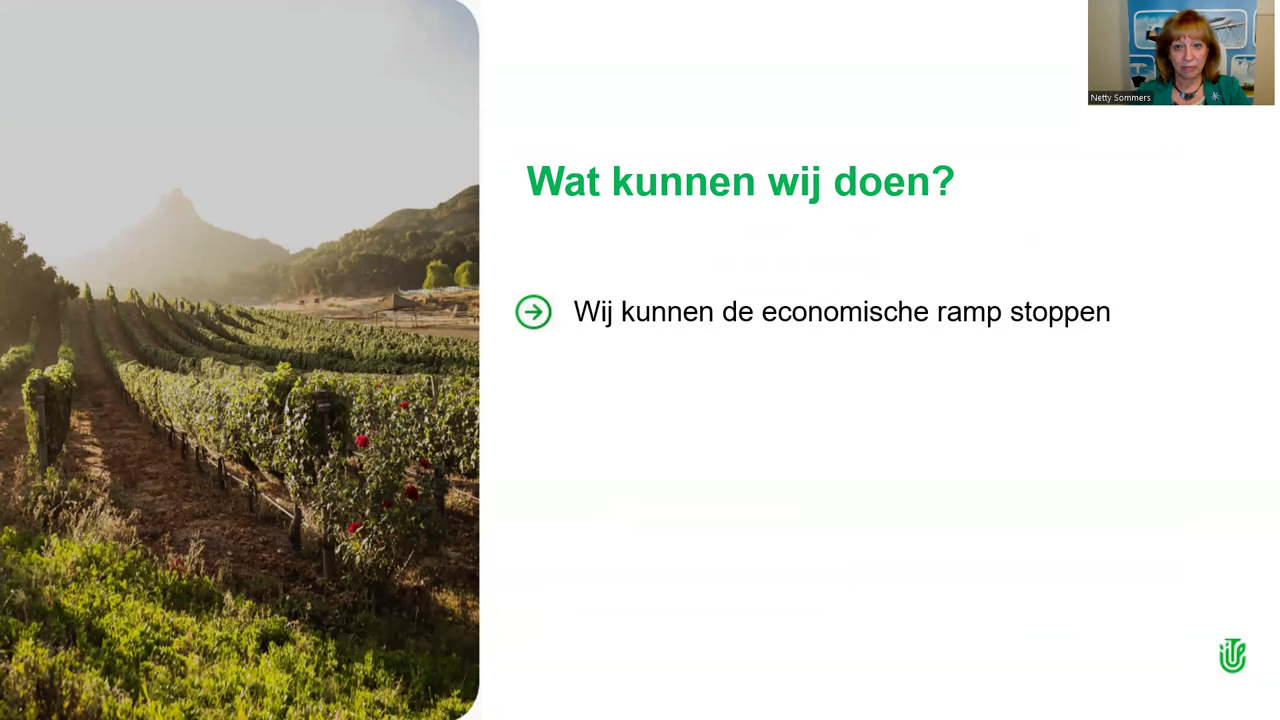 Netty Sommers
Wat kunnen wij doen?
Wij kunnen de economische ramp stoppen